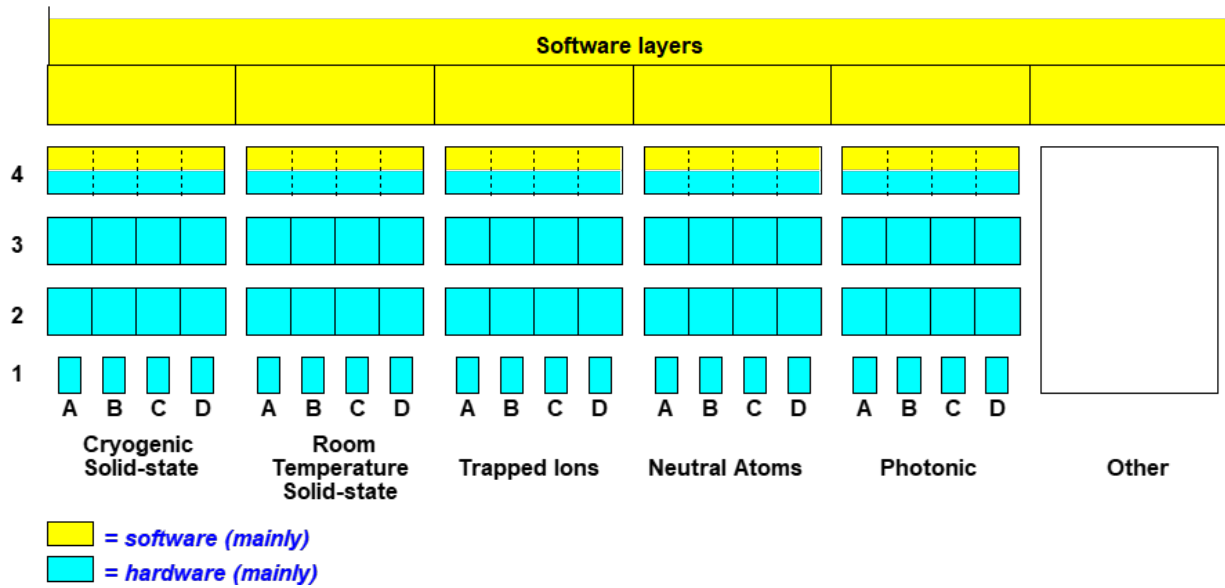 Software layers
4
3
2
1
A B C D A B C D A B C D A B C D A B C D
Cryogenic
Solid-state
Room
Temperature
Solid-state
Trapped Ions
Neutral Atoms
Photonic
Other
= software (mainly)
= hardware (mainly)